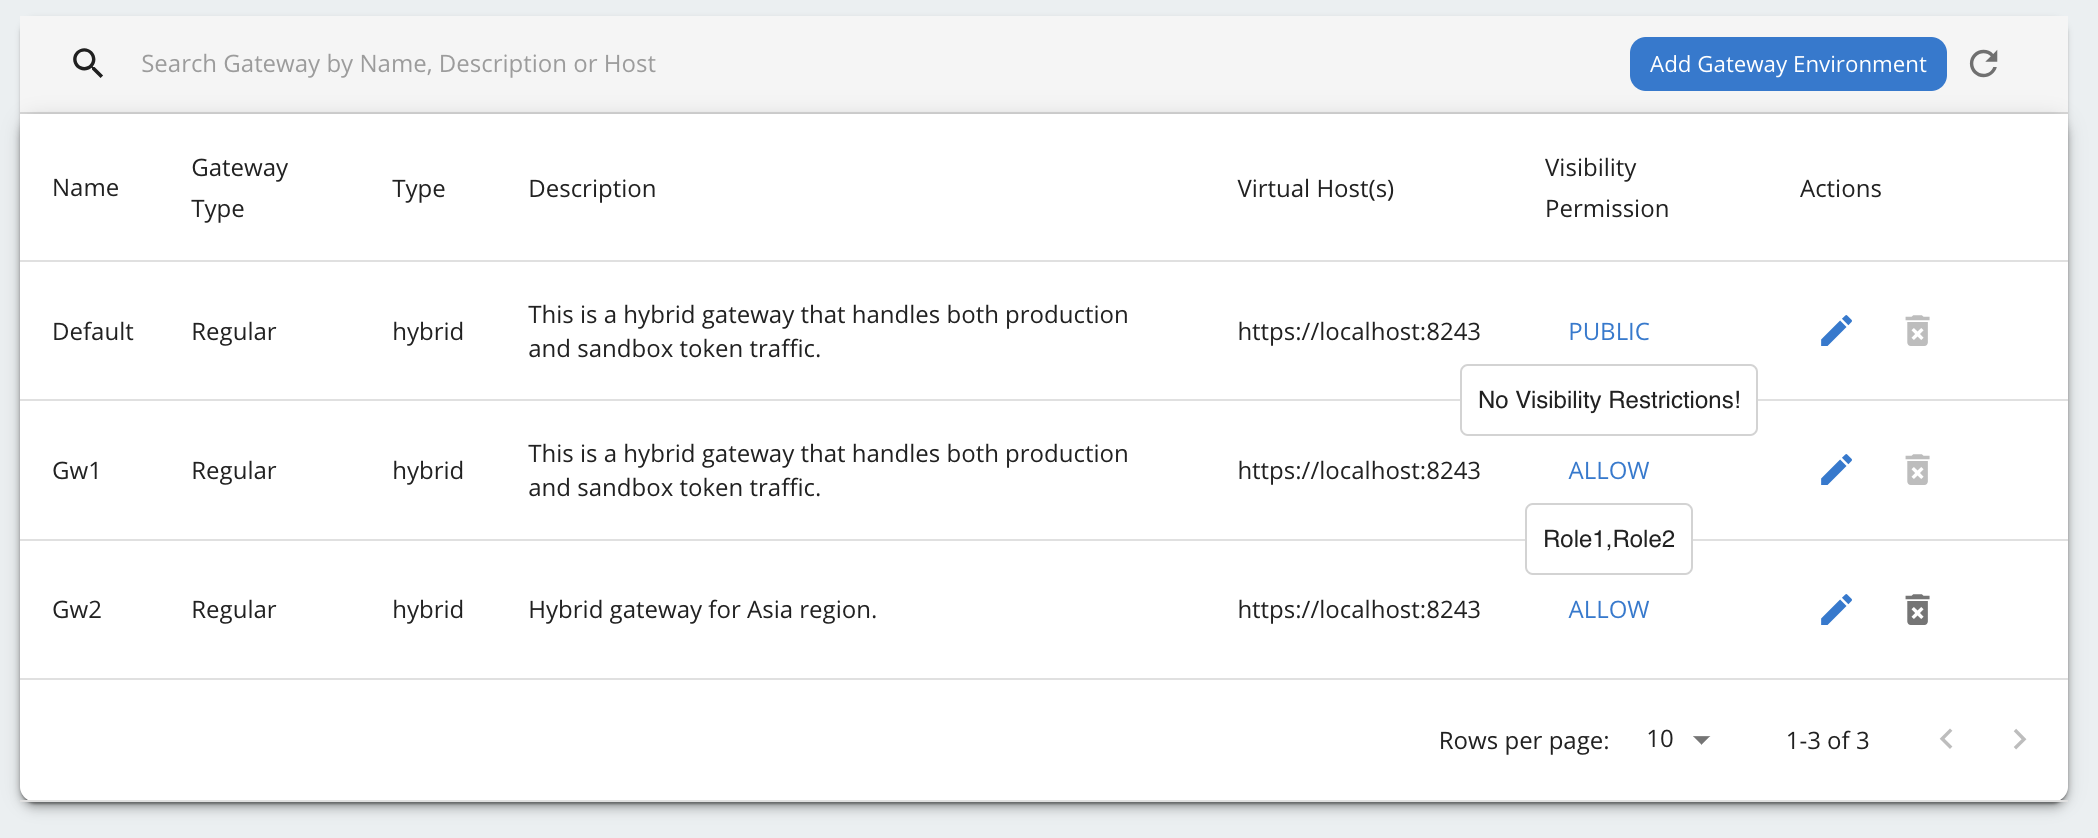 Search Gateway by Name, Description or Host
Add Gateway Environment
Name
Gateway
Type
Type
Description
Virtual Host(s)
Visibility
Permission
Actions
Default
Regular
hybrid
This is a hybrid gateway that handles both production
and sandbox token traffic.
https://localhost:8243
PUBLIC
No Visibility Restrictions!
Gw1
Regular
hybrid
This is a hybrid gateway that handles both production
and sandbox token traffic.
https://localhost:8243
ALLOW
Role1,Role2
Gw2
Regular
hybrid
Hybrid gateway for Asia region.
https://localhost:8243
ALLOW
Rows per page:
10
1-3 of 3